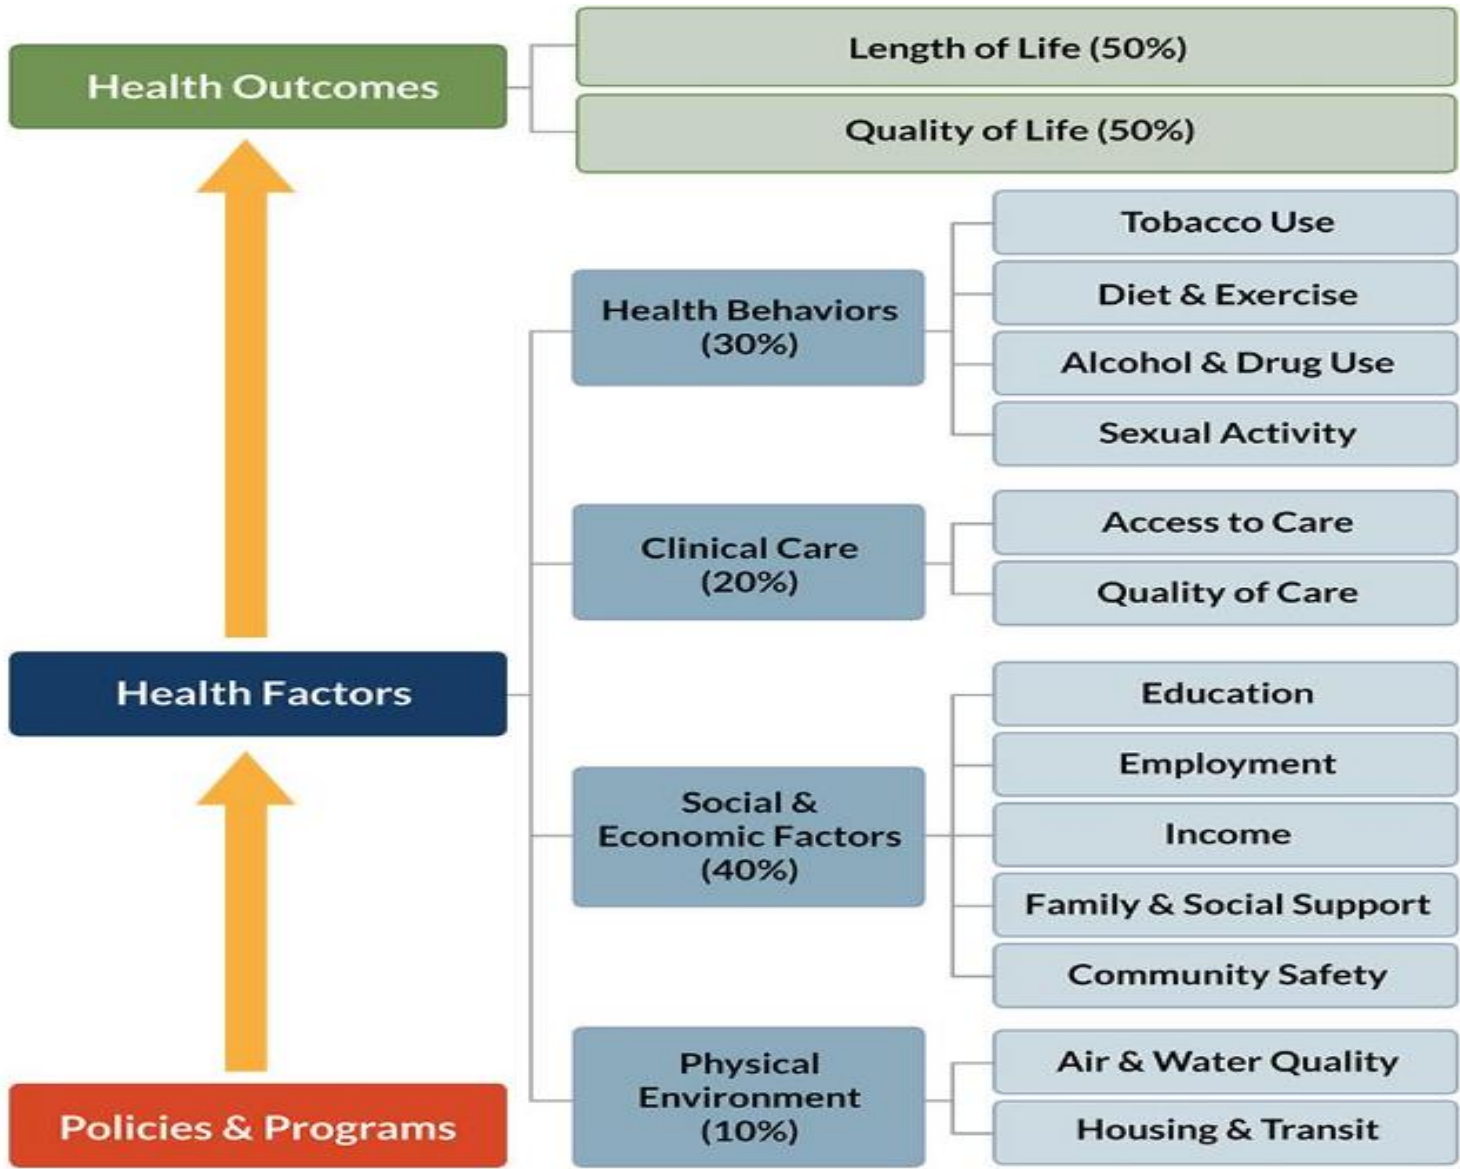 Health Outcomes
Length of Life (50%)
Quality of Life (50%)
Health Factors
Health Behaviors
(30%)
Tobacco Use
Diet & Exercise
Alcohol & Drug Use
Sexual Activity
Clinical Care
(20%)
Access to Care
Quality of Care
Social &
Economic Factors
(40%)
Education
Employment
Income
Family & Social Support
Community Safety
Physical
Environment
(10%)
Air & Water Quality
Housing & Transit
Policies & Programs